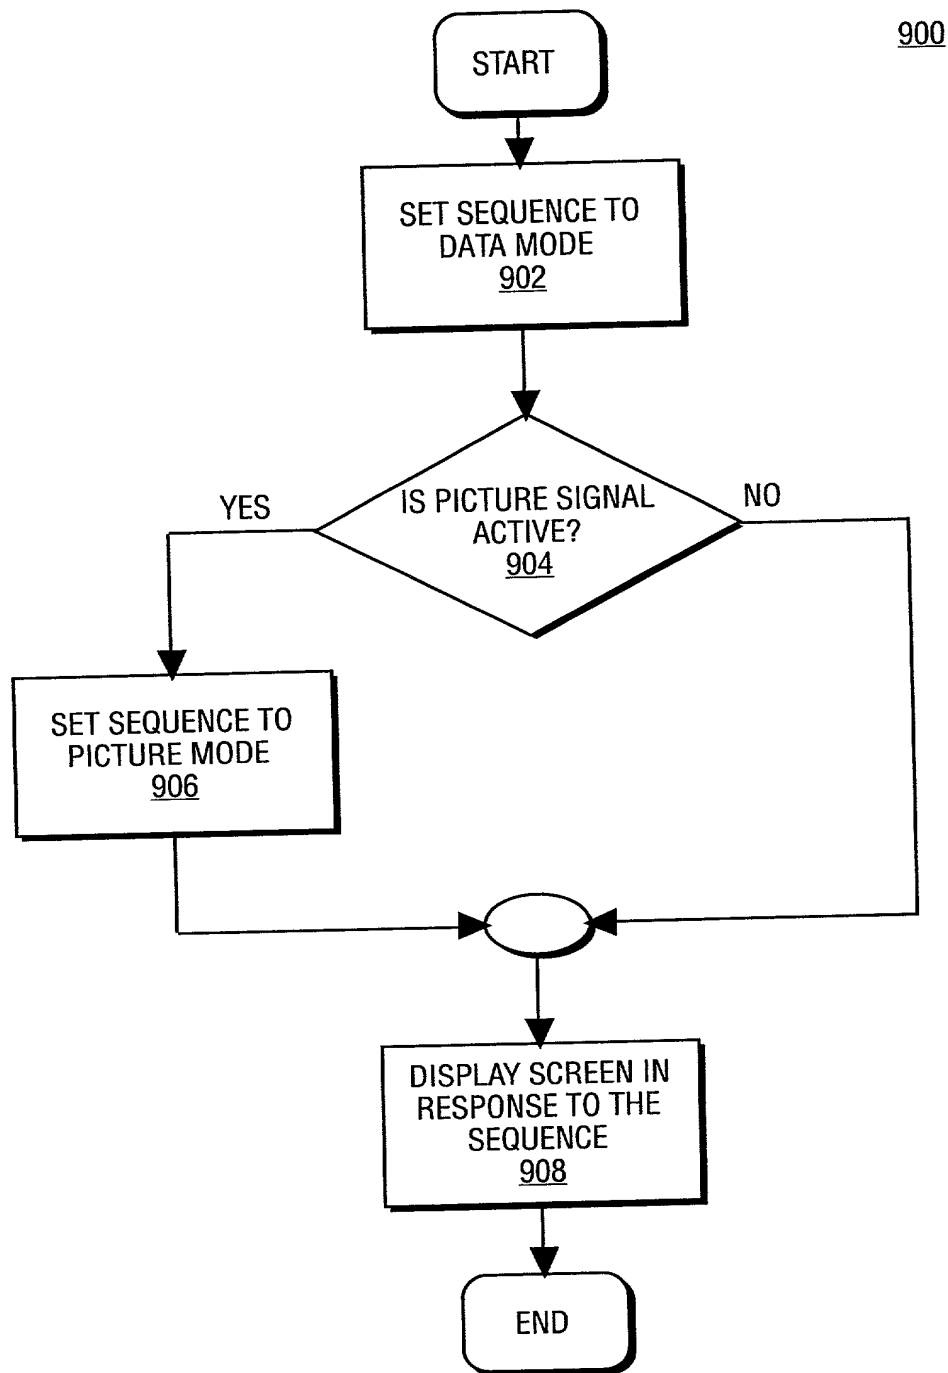 900
START
SET SEQUENCE TO
DATA MODE
902
IS PICTURE SIGNAL
ACTIVE?
904
YES
NO
SET SEQUENCE TO
PICTURE MODE
906
DISPLAY SCREEN IN
RESPONSE TO THE
SEQUENCE
908
END